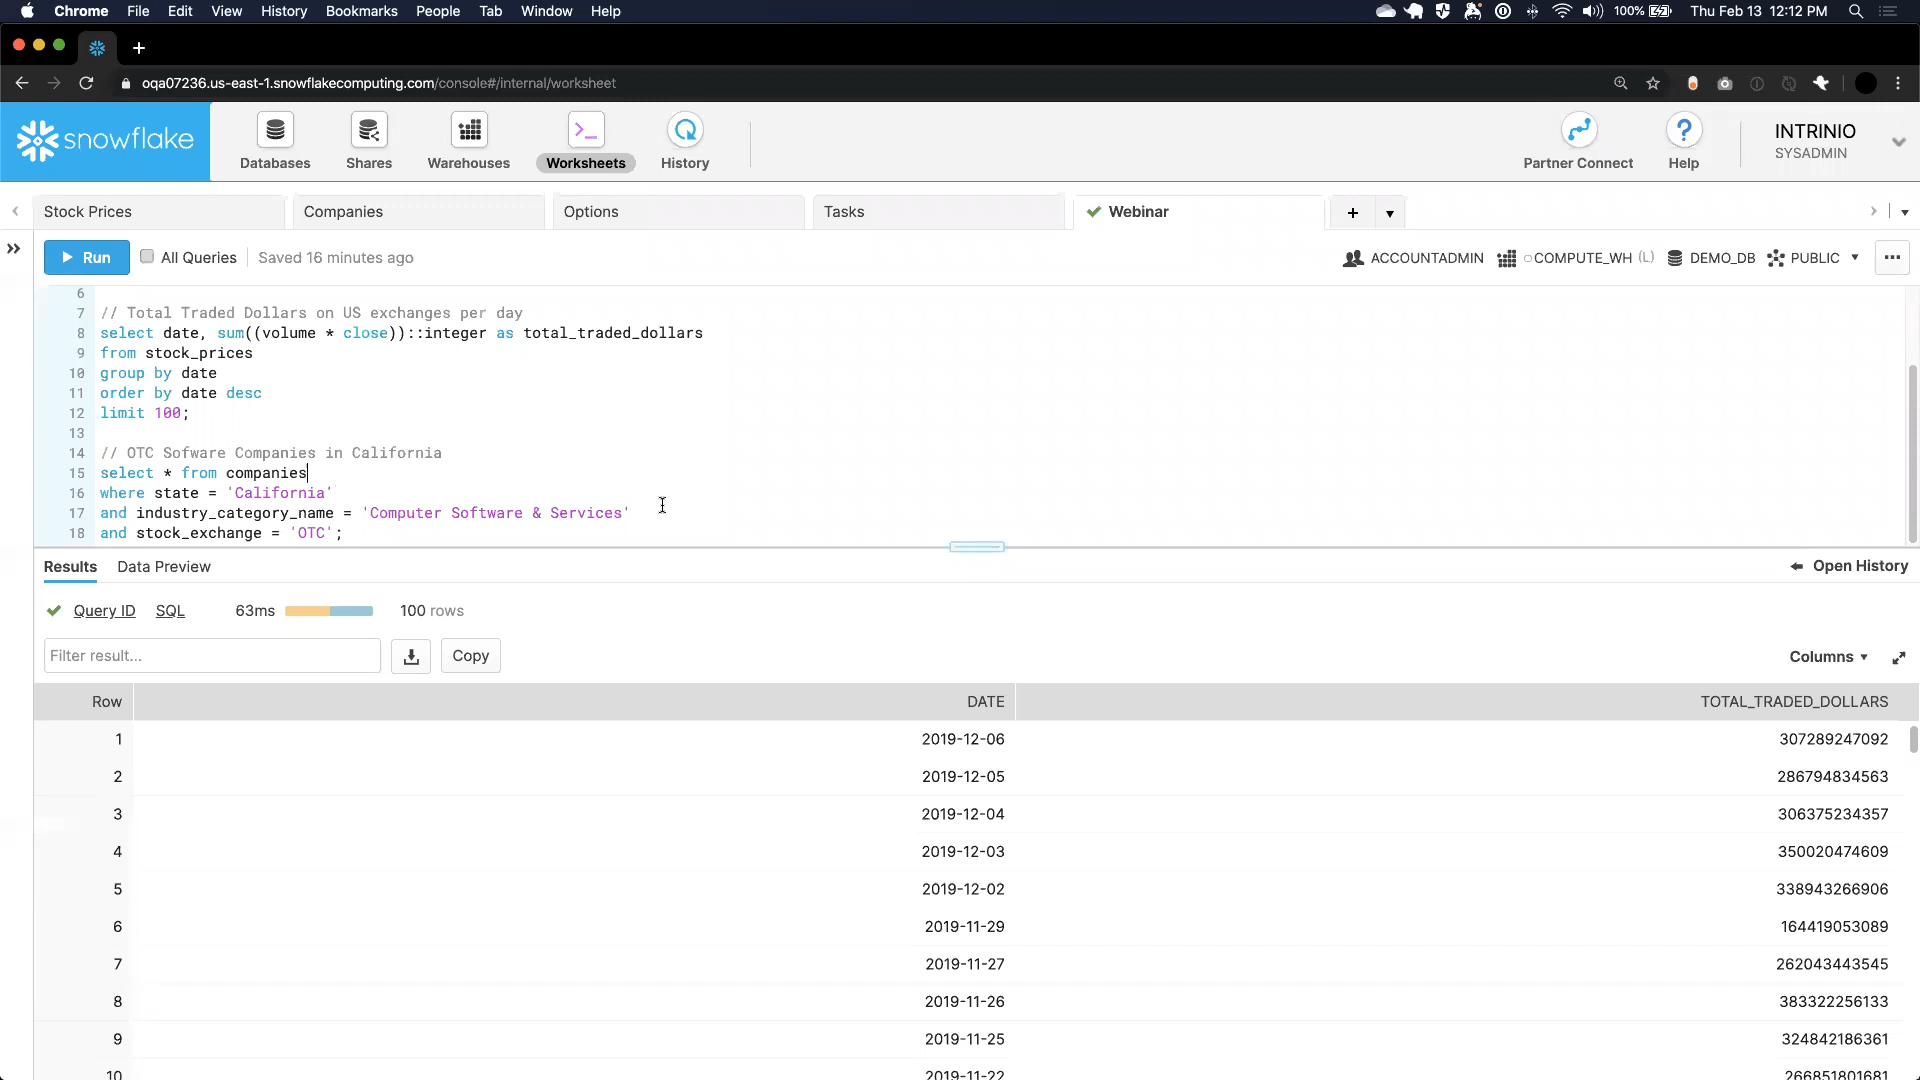 Chrome File Edit View History Bookmarks People Tab Window Help 100% Thu Feb 13 12:12 PM
oqa07236.us-east-1.snowflakecomputing.com/console#/internal/worksheet
snowflake Databases Shares Warehouses Worksheets History Partner Connect Help INTRINIO
SYSADMIN
Stock Prices Companies Options Tasks Webinar
Run All Queries Saved 16 minutes ago ACCOUNTADMIN COMPUTE_WH (L) DEMO_DB PUBLIC
6
7 // Total Traded Dollars on US exchanges per day
8 select date, sum((volume * close))::integer as total_traded_dollars
9 from stock_prices
10 group by date
11 order by date desc
12 limit 100;
13
14 // OTC Sofware Companies in California
15 select * from companies
16 where state = 'California'
17 and industry_category_name = 'Computer Software & Services'
18 and stock_exchange = 'OTC';
Results Data Preview Open History
Query ID SQL 63ms 100 rows
Filter result... Copy Columns
Row DATE TOTAL_TRADED_DOLLARS
1 2019-12-06 307289247092
2 2019-12-05 286794834563
3 2019-12-04 306375234357
4 2019-12-03 350020474609
5 2019-12-02 338943266906
6 2019-11-29 164419053089
7 2019-11-27 262043443545
8 2019-11-26 383322256133
9 2019-11-25 324842186361
10 2019-11-22 266851801681